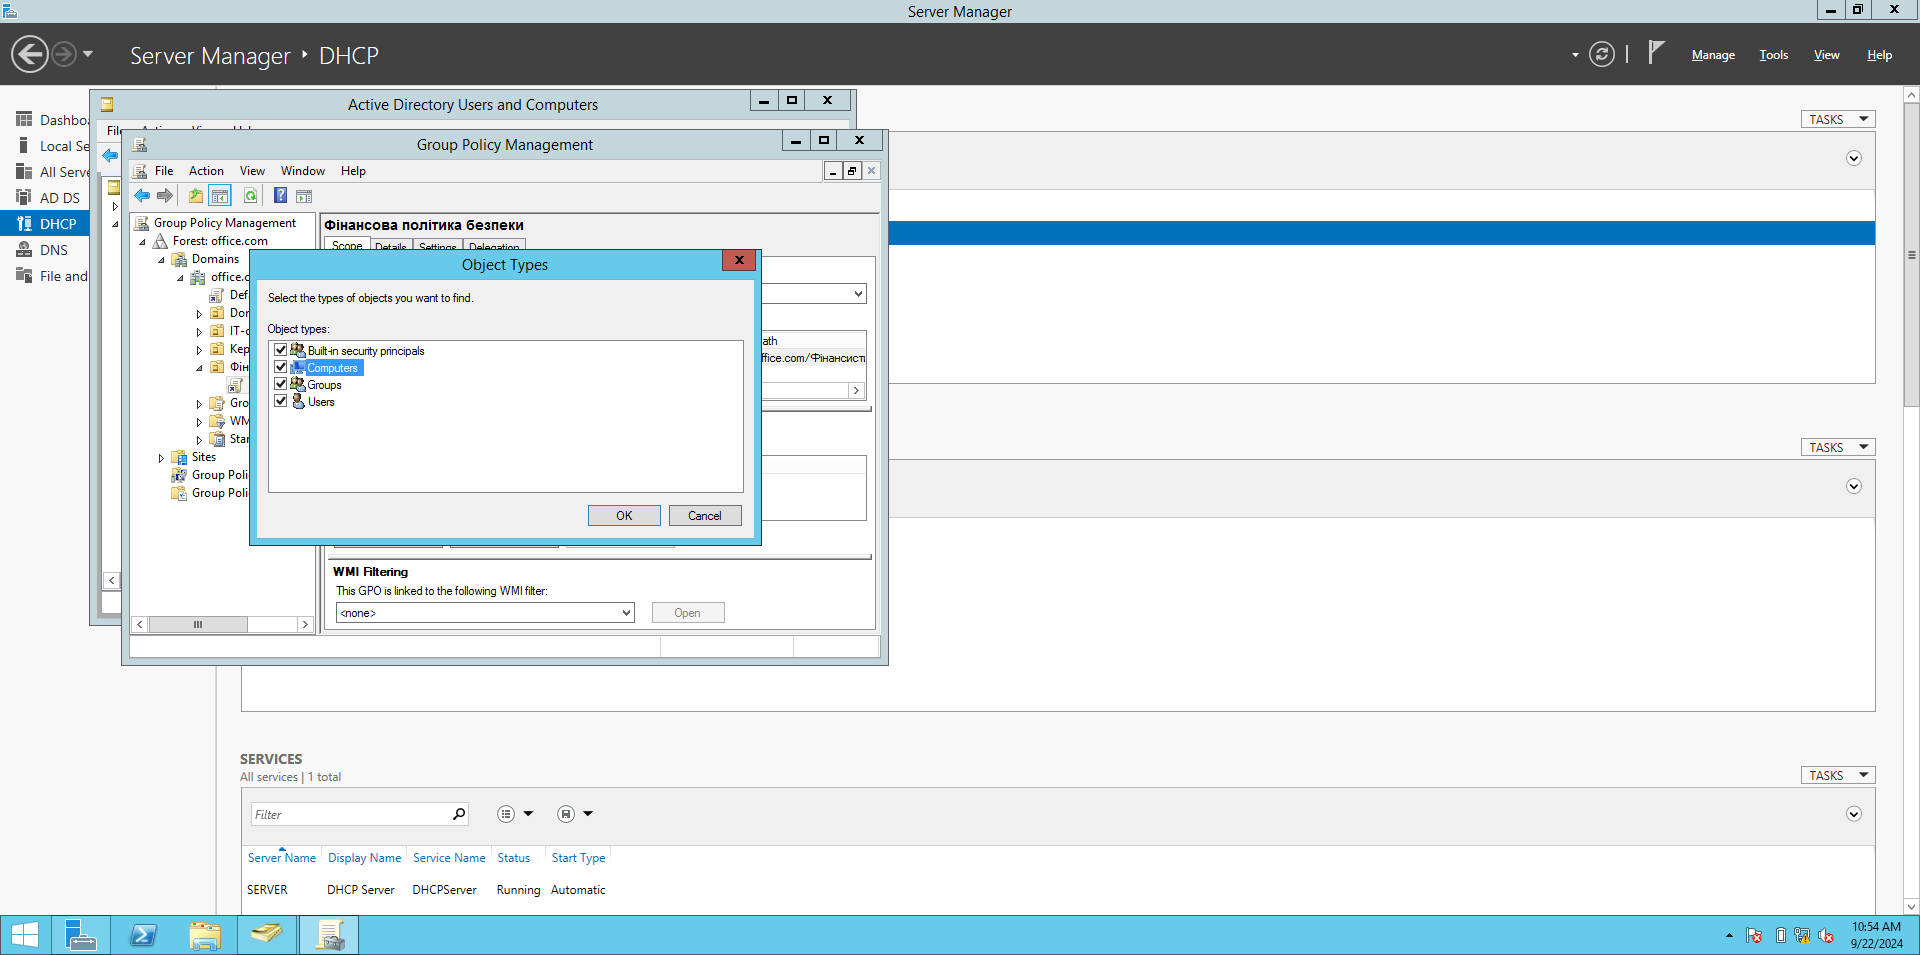 Server Manager
Server Manager ‣ DHCP
Manage Tools View Help
Local Se
All Serve
AD DS
DHCP
DNS
File and
Active Directory Users and Computers
Group Policy Management
File Action View Window Help
Group Policy Management
Forest: office.com
Domains
office.c
Def
Dor
IT-c
Кер
Фін
Gro
WM
Star
Sites
Group Poli
Group Poli
Фінансова політика безпеки
Scope Details Settings Delegation
ath
ffice.com/Фінансист
Object Types
Select the types of objects you want to find.
Object types:
Built-in security principals
Computers
Groups
Users
OK Cancel
WMI Filtering
This GPO is linked to the following WMI filter:
<none> Open
TASKS
TASKS
SERVICES
All services | 1 total
TASKS
Filter
Server Name Display Name Service Name Status Start Type
SERVER DHCP Server DHCPServer Running Automatic
10:54 AM
9/22/2024